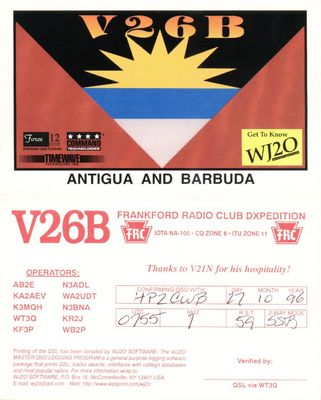 V26B
Force 12
★★★★
COMMAND
TECHNOLOGIES
TIMEWAVE
TECHNOLOGY INC.
Get To Know
WJ2O
ANTIGUA AND BARBUDA
V26B
FRANKFORD RADIO CLUB DXPEDITION
FRC
IOTA NA-100 • CQ ZONE 8 • ITU ZONE 11
FRC
Thanks to V21N for his hospitality!
OPERATORS:
AB2E N3ADL
KA2AEV WA2UDT
K3MQH N3BNA
WT3Q KR2J
KF3P WB2P
CONFIRMING QSO WITH DAY MONTH YEAR
HP2CWB 27 10 96
UTC MHZ RST 2-WAY MODE
0755 7 59 SSB
Printing of the QSL has been donated by WJ2O SOFTWARE. The WJ2O
MASTER QSO LOGGING PROGRAM is a general purpose logging software
package that prints QSLs, tracks awards, interfaces with callsign databases
and most popular radios. For more information write to
WJ2O SOFTWARE, P.O. Box 16, McConnellsville, NY 13401 USA
Verified by:
QSL via WT3Q